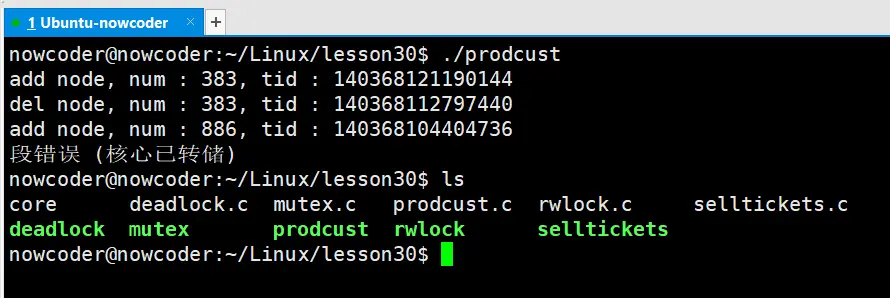 1 Ubuntu-nowcoder × +
nowcoder@nowcoder:~/Linux/lesson30$ ./prodcust
add node, num : 383, tid : 140368121190144
del node, num : 383, tid : 140368112797440
add node, num : 886, tid : 140368104404736
段错误 (核心已转储)
nowcoder@nowcoder:~/Linux/lesson30$ ls
core deadlock.c mutex.c prodcust.c rwlock.c selltickets.c
deadlock mutex prodcust rwlock selltickets
nowcoder@nowcoder:~/Linux/lesson30$